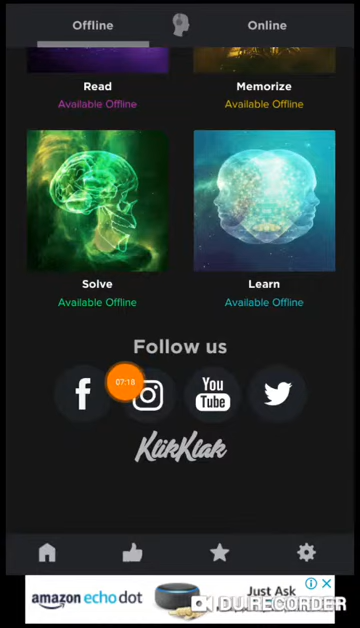 Offline Online
Read Memorize
Available Offline Available Offline
Solve Learn
Available Offline Available Offline
Follow us
07:18
You
Tube
KlikKlak
amazon echo dot
Just Ask
DU RECORDER